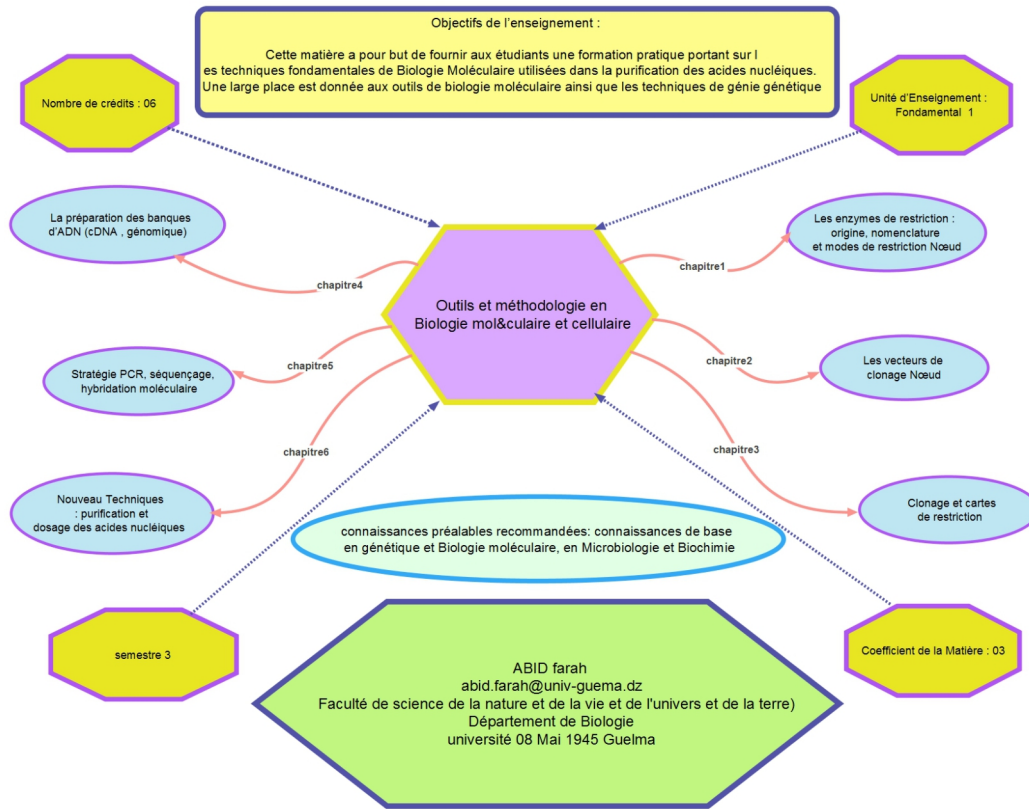 Objectifs de l'enseignement :
Cette matière a pour but de fournir aux étudiants une formation pratique portant sur l
es techniques fondamentales de Biologie Moléculaire utilisées dans la purification des acides nucléiques.
Une large place est donnée aux outils de biologie moléculaire ainsi que les techniques de génie génétique
Nombre de crédits : 06
Unité d'Enseignement :
Fondamental 1
La préparation des banques
d'ADN (cDNA , génomique)
Les enzymes de restriction :
origine, nomenclature
et modes de restriction Nœud
chapitre4
chapitre1
Outils et méthodologie en
Biologie mol&culaire et cellulaire
Stratégie PCR, séquençage,
hybridation moléculaire
chapitre5
chapitre2
Les vecteurs de
clonage Nœud
chapitre6
chapitre3
Nouveau Techniques
: purification et
dosage des acides nucléiques
Clonage et cartes
de restriction
connaissances préalables recommandées: connaissances de base
en génétique et Biologie moléculaire, en Microbiologie et Biochimie
semestre 3
Coefficient de la Matière : 03
ABID farah
abid.farah@univ-guema.dz
Faculté de science de la nature et de la vie et de l'univers et de la terre)
Département de Biologie
université 08 Mai 1945 Guelma